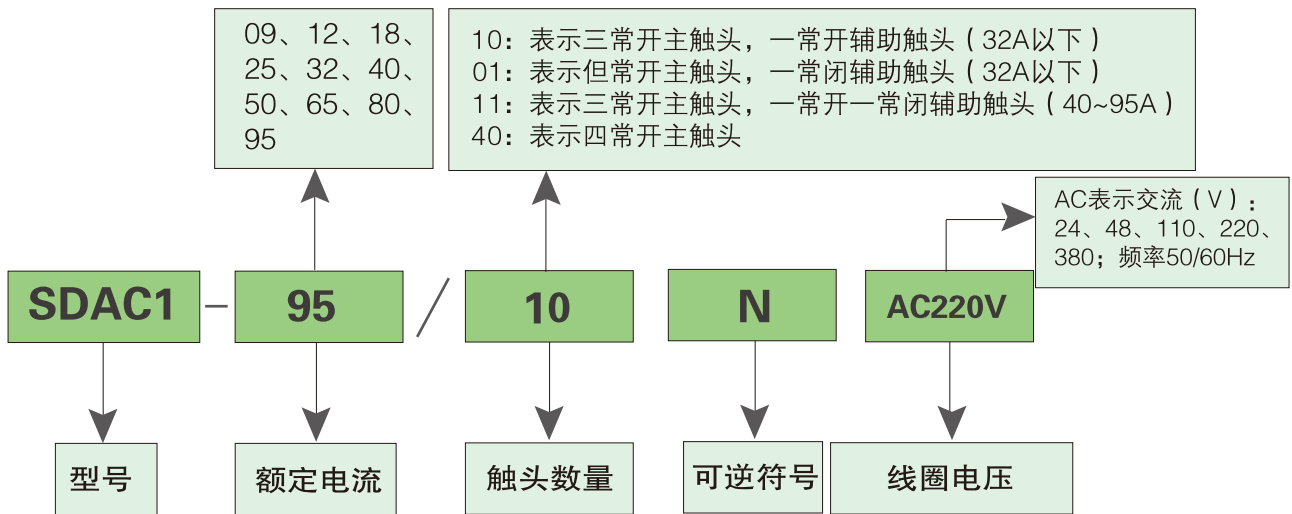 09、12、18、
25、32、40、
50、65、80、
95
10：表示三常开主触头，一常开辅助触头（32A以下）
01：表示但常开主触头，一常闭辅助触头（32A以下）
11：表示三常开主触头，一常开一常闭辅助触头（40~95A）
40：表示四常开主触头
AC表示交流（V）：
24、48、110、220、
380；频率50/60Hz
SDAC1 – 95 / 10 N AC220V
型号 额定电流 触头数量 可逆符号 线圈电压